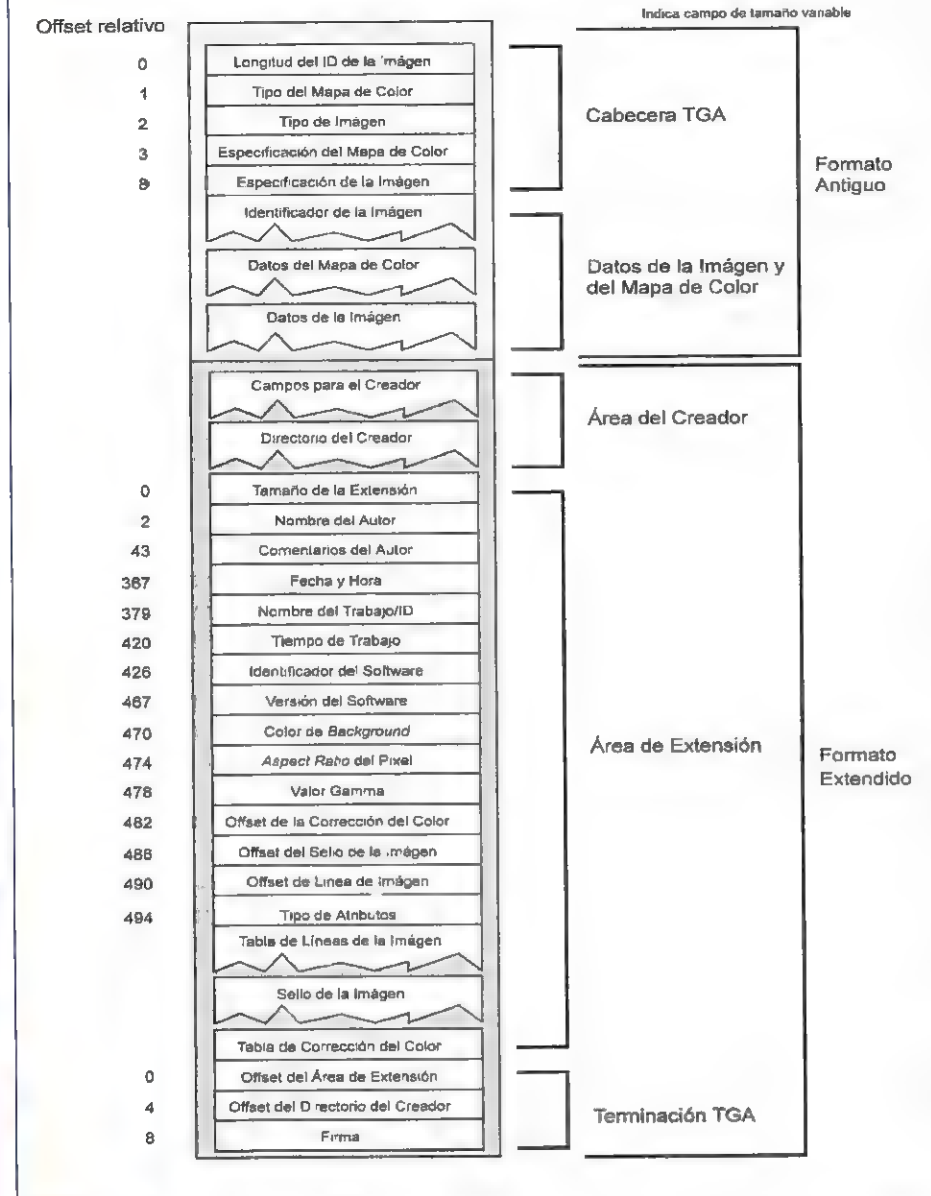 Indica campo de tamaño variable
Offset relativo
0 Longitud del ID de la Imágen
1 Tipo del Mapa de Color
2 Tipo de Imágen
3 Especificación del Mapa de Color
8 Especificación de la Imágen
Identificador de la Imágen
Datos del Mapa de Color
Datos de la Imágen
Cabecera TGA
Datos de la Imágen y
del Mapa de Color
Formato
Antiguo
Campos para el Creador
Directorio del Creador
Área del Creador
0 Tamaño de la Extensión
2 Nombre del Autor
43 Comentarios del Autor
367 Fecha y Hora
379 Nombre del Trabajo/ID
420 Tiempo de Trabajo
426 Identificador del Software
467 Versión del Software
470 Color de Background
474 Aspect Ratio del Pixel
478 Valor Gamma
482 Offset de la Corrección del Color
486 Offset del Sello de la Imágen
490 Offset de Línea de Imágen
494 Tipo de Atributos
Tabla de Líneas de la Imágen
Sello de la Imágen
Tabla de Corrección del Color
Área de Extensión
Formato
Extendido
0 Offset del Área de Extensión
4 Offset del Directorio del Creador
8 Firma
Terminación TGA